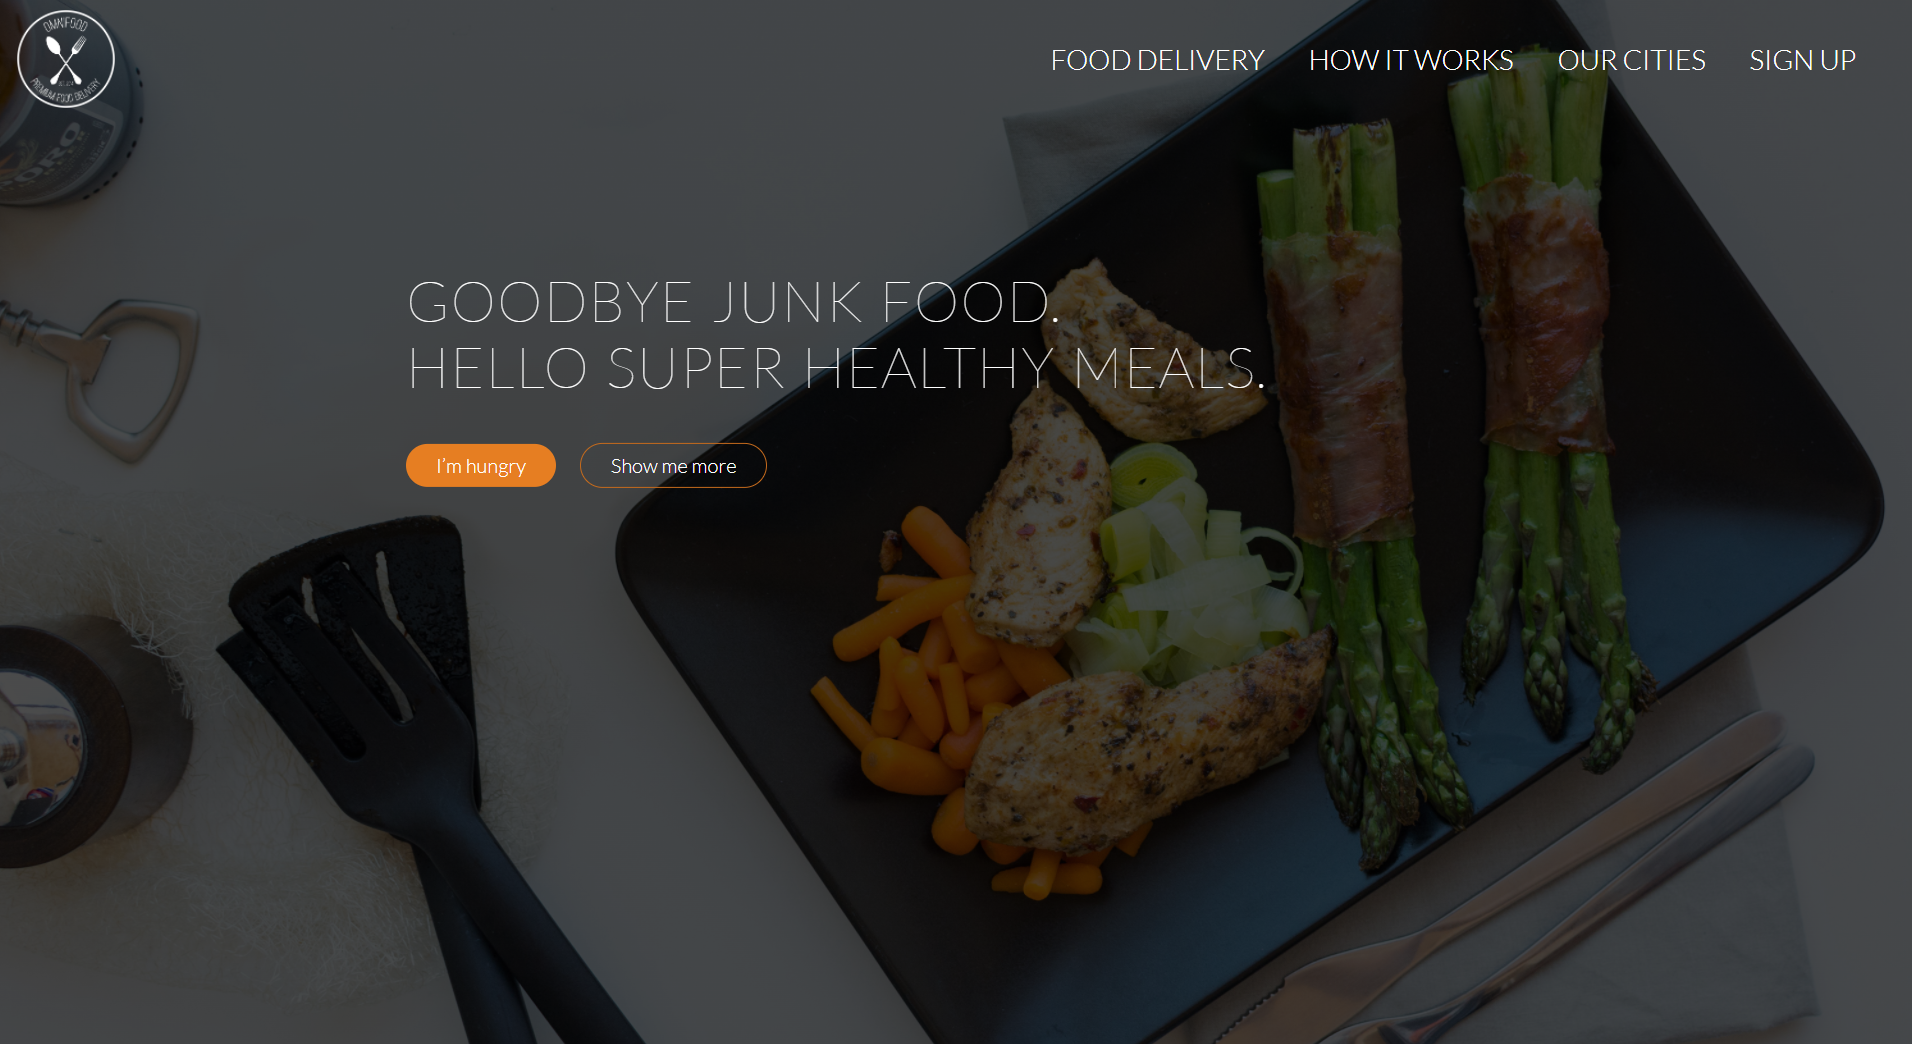 OMNIFOOD
PREMIUM FOOD DELIVERY
FOOD DELIVERY HOW IT WORKS OUR CITIES SIGN UP
GOODBYE JUNK FOOD.
HELLO SUPER HEALTHY MEALS.
I'm hungry Show me more